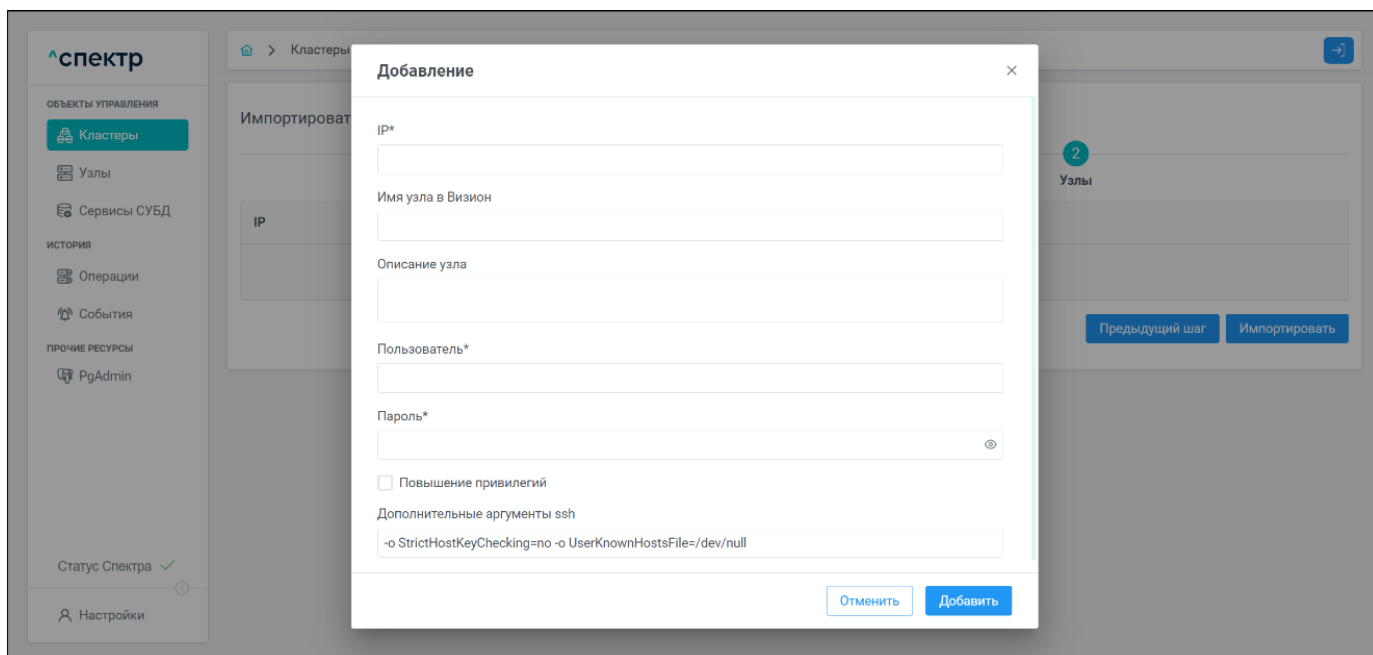 ^спектр
ОБЪЕКТЫ УПРАВЛЕНИЯ
Кластеры
Узлы
Сервисы СУБД
ИСТОРИЯ
Операции
События
ПРОЧИЕ РЕСУРСЫ
PgAdmin
Статус Спектра
Настройки
> Кластеры
Импортироват
2
Узлы
IP
Предыдущий шаг Импортировать
Добавление
IP*
Имя узла в Визион
Описание узла
Пользователь*
Пароль*
Повышение привилегий
Дополнительные аргументы ssh
-o StrictHostKeyChecking=no -o UserKnownHostsFile=/dev/null
Отменить Добавить